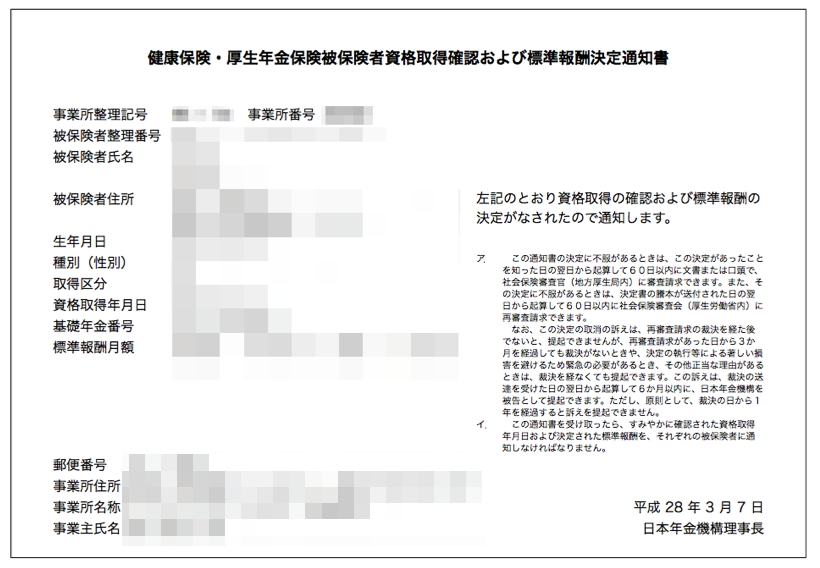 健康保険・厚生年金保険被保険者資格取得確認および標準報酬決定通知書
事業所整理記号 事業所番号
被保険者整理番号
被保険者氏名
被保険者住所
生年月日
種別（性別）
取得区分
資格取得年月日
基礎年金番号
標準報酬月額
左記のとおり資格取得の確認および標準報酬の
決定がなされたので通知します。
ア. この通知書の決定に不服があるときは、この決定があったこと
を知った日の翌日から起算して６０日以内に文書または口頭で、
社会保険審査官（地方厚生局内）に審査請求できます。また、そ
の決定に不服があるときは、決定書の謄本が送付された日の翌
日から起算して６０日以内に社会保険審査会（厚生労働省内）に
再審査請求できます。
なお、この決定の取消の訴えは、再審査請求の裁決を経た後
でないと、提起できませんが、再審査請求があった日から３か
月を経過しても裁決がないときや、決定の執行等による著しい損
害を避けるため緊急の必要があるとき、その他正当な理由がある
ときは、裁決を経なくても提起できます。この訴えは、裁決の送
達を受けた日の翌日から起算して６か月以内に、日本年金機構を
被告として提起できます。ただし、原則として、裁決の日から１
年を経過すると訴えを提起できません。
イ. この通知書を受け取ったら、すみやかに確認された資格取得
年月日および決定された標準報酬を、それぞれの被保険者に通
知しなければなりません。
郵便番号
事業所住所
事業所名称
事業主氏名
平成 28 年 3 月 7 日
日本年金機構理事長